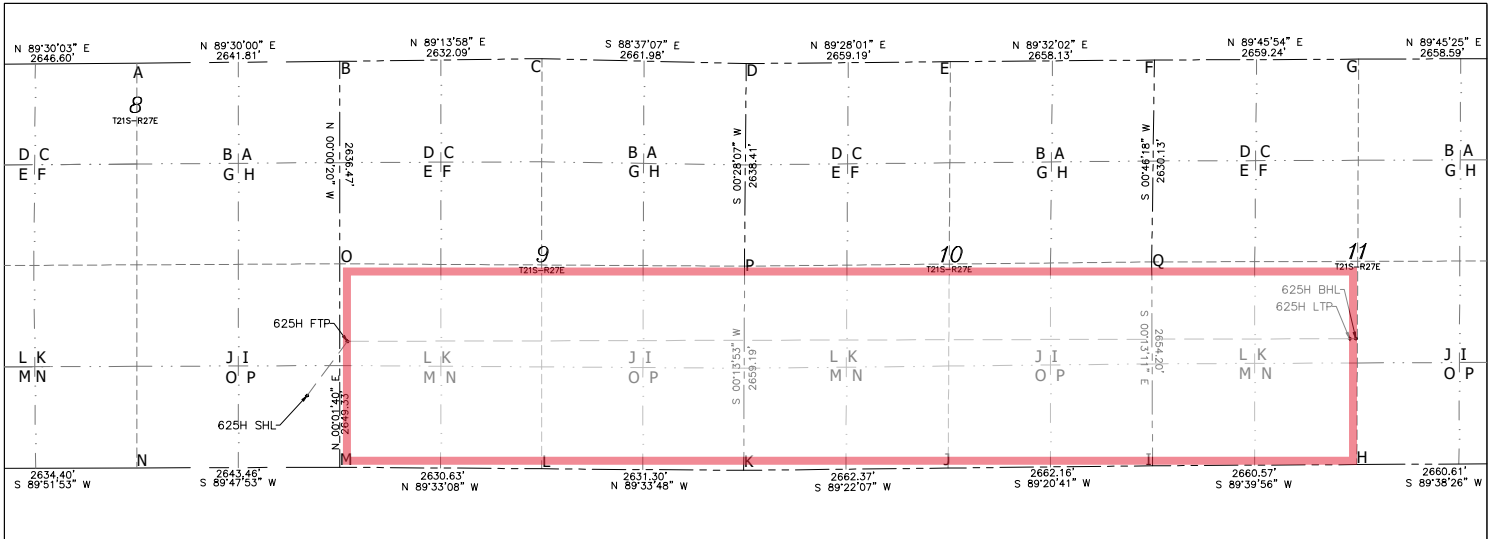 N 89°30'03" E
2646.60'
N 89°30'00" E
2641.81'
N 89°13'58" E
2632.09'
S 88°37'07" E
2661.98'
N 89°28'01" E
2659.19'
N 89°32'02" E
2658.13'
N 89°45'54" E
2659.24'
N 89°45'25" E
2658.59'
A
B
C
D
E
F
G
8
T21S-R27E
N 00°00'20" W
2636.47'
S 00°28'07" W
2638.41'
S 00°46'18" W
2630.13'
D C
E F
B A
G H
D C
E F
B A
G H
D C
E F
B A
G H
D C
E F
B A
G H
O
9
T21S-R27E
P
10
T21S-R27E
Q
11
T21S-R27E
625H BHL
625H LTP
625H FTP
S 00°13'53" W
2659.19'
S 00°13'11" E
2654.20'
L K
M N
J I
O P
L K
M N
J I
O P
L K
M N
J I
O P
L K
M N
J I
O P
N 00°01'40" E
2649.33'
625H SHL
N
M
L
K
J
I
H
2634.40'
S 89°51'53" W
2643.46'
S 89°47'53" W
2630.63'
N 89°33'08" W
2631.30'
N 89°33'48" W
2662.37'
S 89°22'07" W
2662.16'
S 89°20'41" W
2660.57'
S 89°39'56" W
2660.61'
S 89°38'26" W